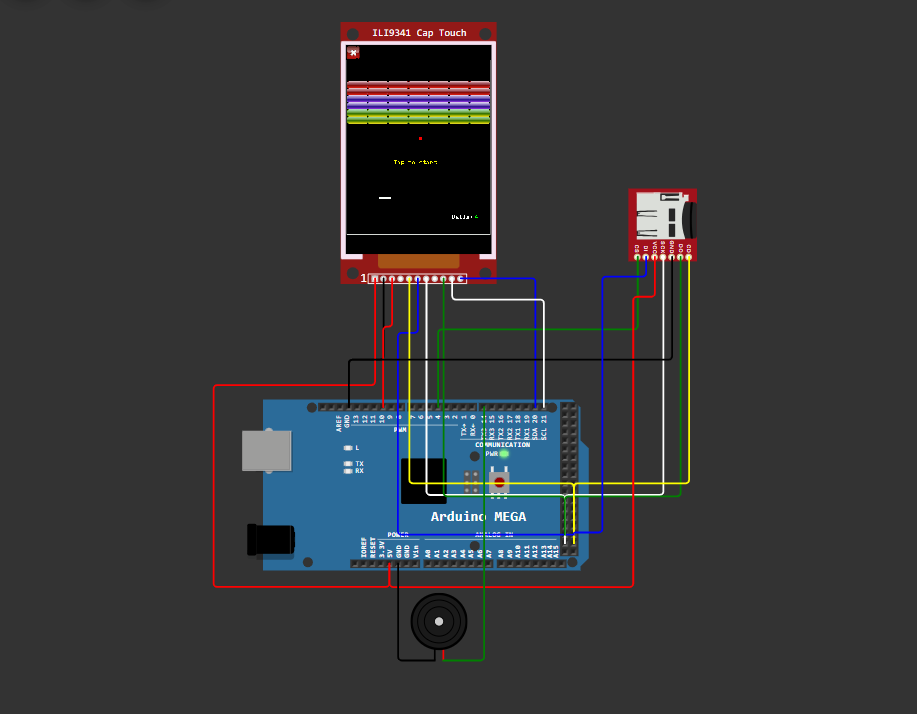 ILI9341 Cap Touch
Tap to start
1
CS
DI
VCC
SCK
GND
DO
CD
AREF
GND
13
12
11
10
9
8
7
6
5
4
3
2
TX→ 1
RX← 0
TX3 14
RX3 15
TX2 16
RX2 17
TX1 18
RX1 19
SDA 20
SCL 21
PWM
COMMUNICATION
PWR
L
TX
RX
Arduino MEGA
POWER
ANALOG IN
IOREF
RESET
3.3V
5V
GND
GND
Vin
A0
A1
A2
A3
A4
A5
A6
A7
A8
A9
A10
A11
A12
A13
A14
A15